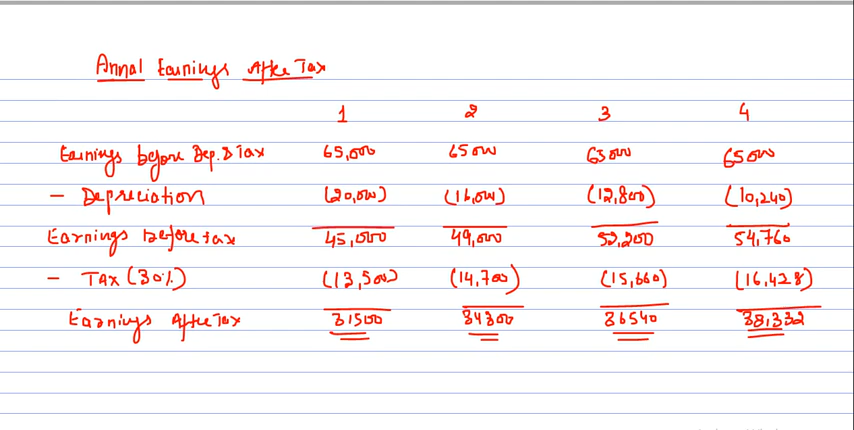 Annal Earnings After Tax
1 2 3 4
Earnings before Dep. & Tax 65,000 65000 65000 65000
- Depreciation (20,000) (16,000) (12,800) (10,240)
Earnings before tax 45,000 49,000 52,200 54,760
- Tax (30%) (13,500) (14,700) (15,660) (16,428)
Earnings After Tax 31500 34300 36540 38,332